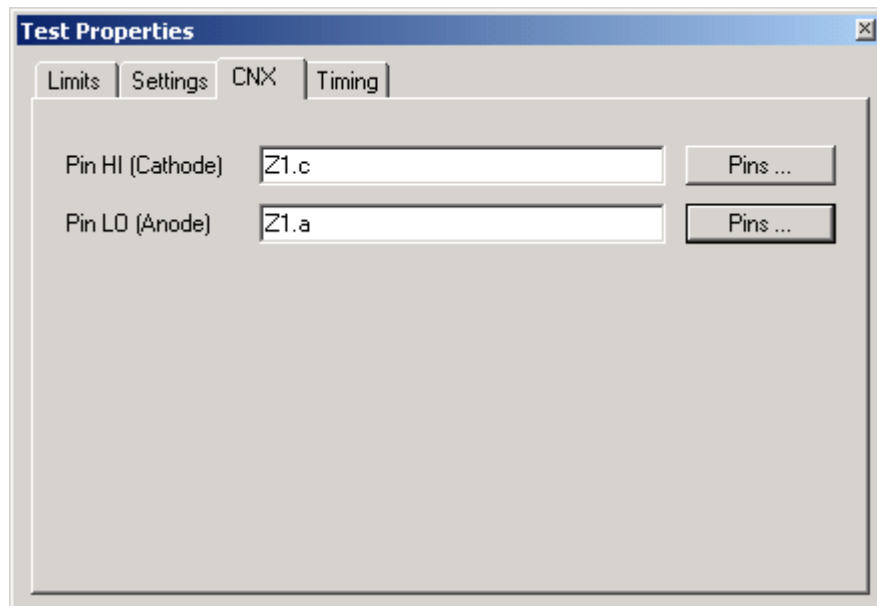 Test Properties
Limits Settings CNX Timing
Pin HI (Cathode) Z1.c Pins ...
Pin LO (Anode) Z1.a Pins ...